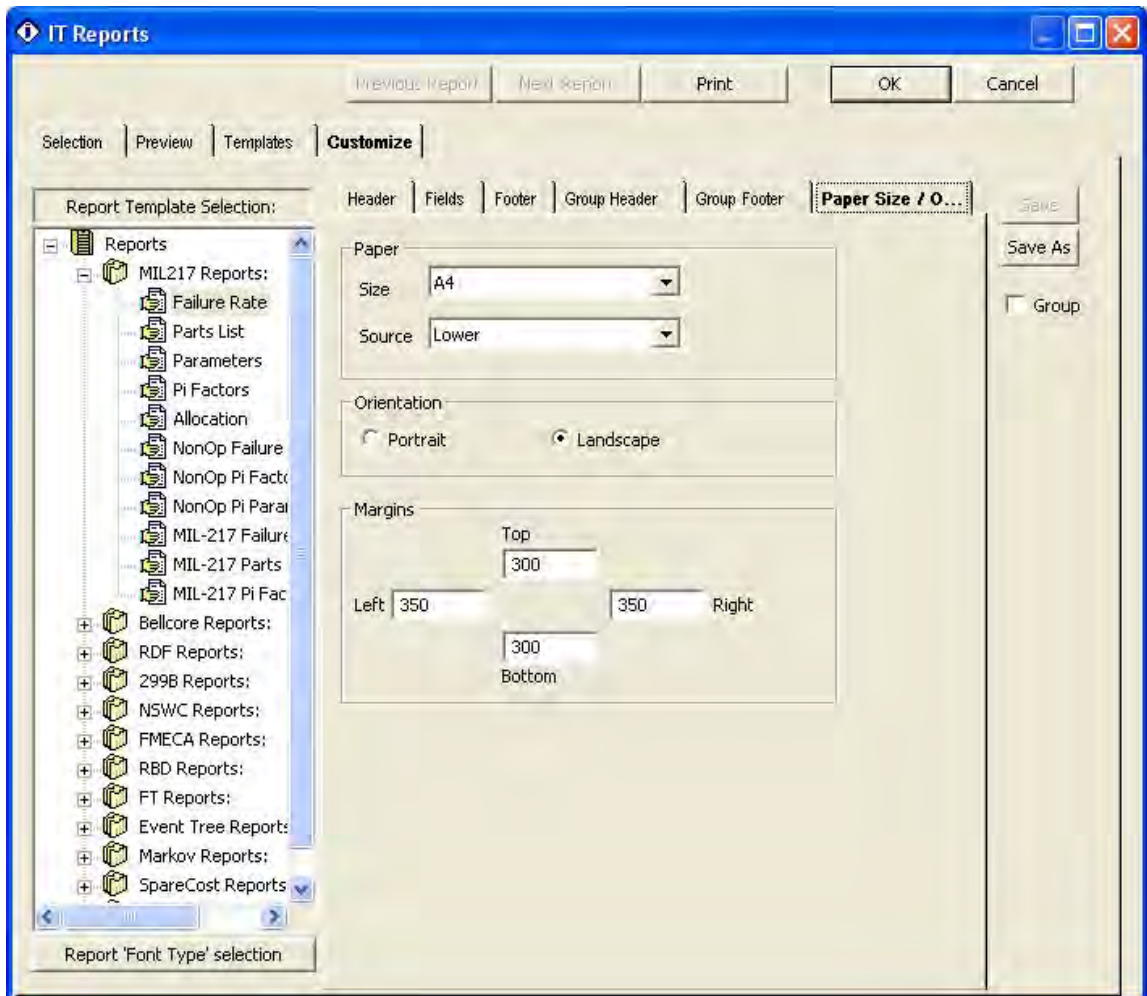 IT Reports
Previous Report Next Report Print OK Cancel
Selection Preview Templates Customize
Report Template Selection:
Header Fields Footer Group Header Group Footer Paper Size / O...
Save
Save As
Group
Reports
MIL217 Reports:
Failure Rate
Parts List
Parameters
Pi Factors
Allocation
NonOp Failure
NonOp Pi Facto
NonOp Pi Para
MIL-217 Failure
MIL-217 Parts
MIL-217 Pi Fac
Bellcore Reports:
RDF Reports:
299B Reports:
NSWC Reports:
FMECA Reports:
RBD Reports:
FT Reports:
Event Tree Reports
Markov Reports:
SpareCost Reports
Report 'Font Type' selection
Paper
Size A4
Source Lower
Orientation
Portrait Landscape
Margins
Top
300
Left 350 350 Right
300
Bottom